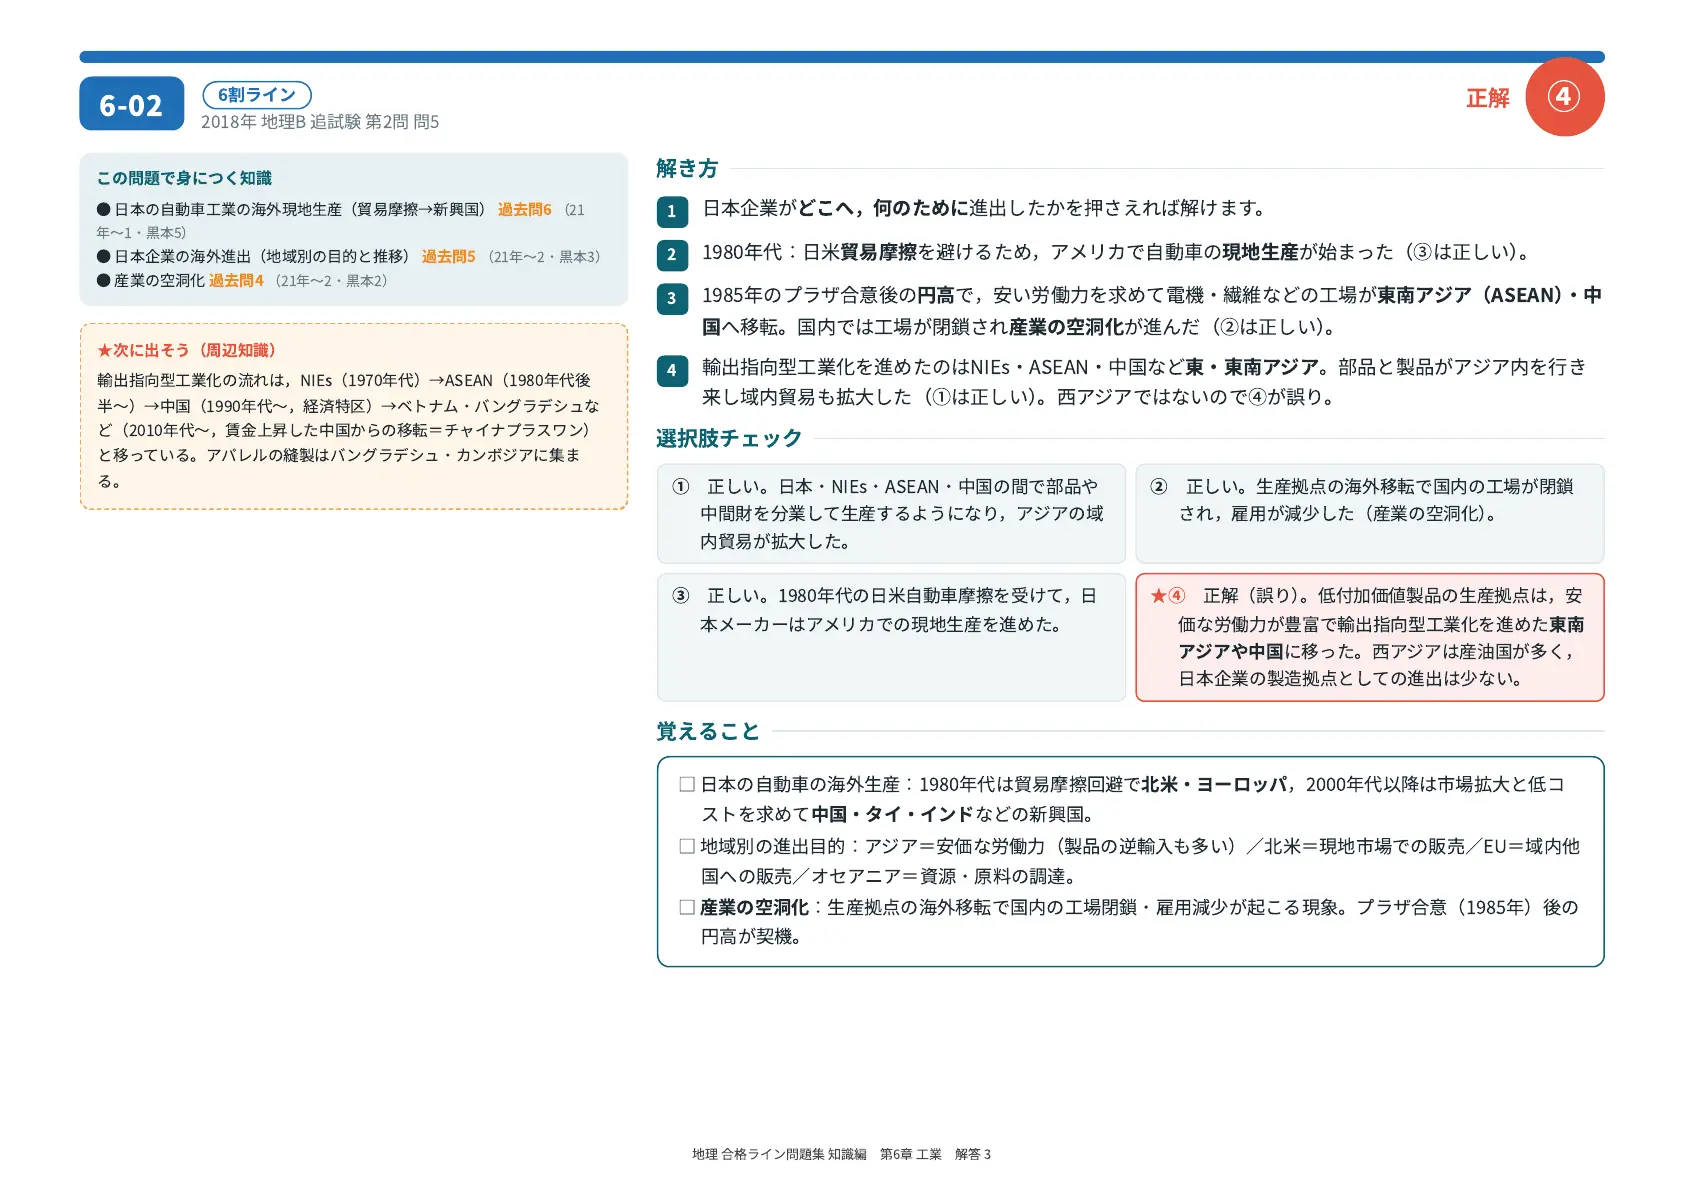 6-02
6割ライン
2018年 地理B 追試験 第2問 問5
正解 ④
この問題で身につく知識
● 日本の自動車工業の海外現地生産（貿易摩擦→新興国） 過去問6 （21
年〜1・黒本5）
● 日本企業の海外進出（地域別の目的と推移） 過去問5 （21年〜2・黒本3）
● 産業の空洞化 過去問4 （21年〜2・黒本2）
★次に出そう（周辺知識）
輸出指向型工業化の流れは，NIEs（1970年代）→ASEAN（1980年代後
半〜）→中国（1990年代〜，経済特区）→ベトナム・バングラデシュな
ど（2010年代〜，賃金上昇した中国からの移転＝チャイナプラスワン）
と移っている。アパレルの縫製はバングラデシュ・カンボジアに集ま
る。
解き方
1 日本企業がどこへ，何のために進出したかを押さえれば解けます。
2 1980年代：日米貿易摩擦を避けるため，アメリカで自動車の現地生産が始まった（③は正しい）。
3 1985年のプラザ合意後の円高で，安い労働力を求めて電機・繊維などの工場が東南アジア（ASEAN）・中
国へ移転。国内では工場が閉鎖され産業の空洞化が進んだ（②は正しい）。
4 輸出指向型工業化を進めたのはNIEs・ASEAN・中国など東・東南アジア。部品と製品がアジア内を行き
来し域内貿易も拡大した（①は正しい）。西アジアではないので④が誤り。
選択肢チェック
① 正しい。日本・NIEs・ASEAN・中国の間で部品や
中間財を分業して生産するようになり，アジアの域
内貿易が拡大した。
② 正しい。生産拠点の海外移転で国内の工場が閉鎖
され，雇用が減少した（産業の空洞化）。
③ 正しい。1980年代の日米自動車摩擦を受けて，日
本メーカーはアメリカでの現地生産を進めた。
★④ 正解（誤り）。低付加価値製品の生産拠点は，安
価な労働力が豊富で輸出指向型工業化を進めた東南
アジアや中国に移った。西アジアは産油国が多く，
日本企業の製造拠点としての進出は少ない。
覚えること
□ 日本の自動車の海外生産：1980年代は貿易摩擦回避で北米・ヨーロッパ，2000年代以降は市場拡大と低コ
ストを求めて中国・タイ・インドなどの新興国。
□ 地域別の進出目的：アジア＝安価な労働力（製品の逆輸入も多い）／北米＝現地市場での販売／EU＝域内他
国への販売／オセアニア＝資源・原料の調達。
□ 産業の空洞化：生産拠点の海外移転で国内の工場閉鎖・雇用減少が起こる現象。プラザ合意（1985年）後の
円高が契機。
地理 合格ライン問題集 知識編 第6章 工業 解答 3